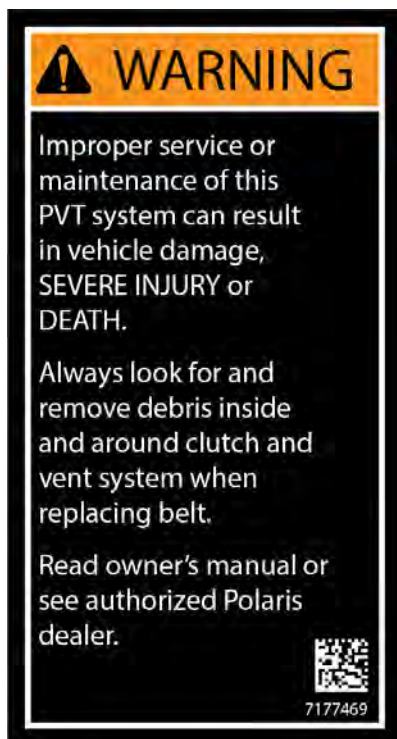 WARNING
Improper service or
maintenance of this
PVT system can result
in vehicle damage,
SEVERE INJURY or
DEATH.
Always look for and
remove debris inside
and around clutch and
vent system when
replacing belt.
Read owner's manual or
see authorized Polaris
dealer.
7177469